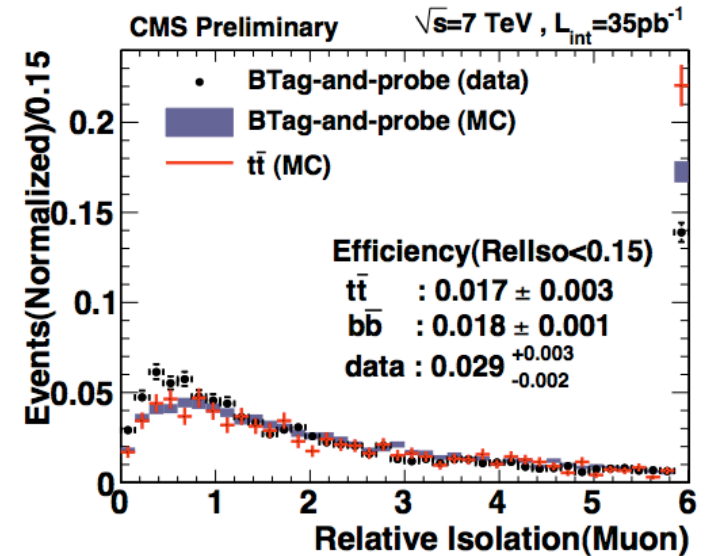 CMS Preliminary
√s=7 TeV , L_int=35pb⁻¹
Events(Normalized)/0.15
BTag-and-probe (data)
BTag-and-probe (MC)
tt̄ (MC)
0.2
0.15
0.1
0.05
0
Efficiency(RelIso<0.15)
tt̄ : 0.017 ± 0.003
bb̄ : 0.018 ± 0.001
data : 0.029 +0.003 -0.002
0 1 2 3 4 5 6
Relative Isolation(Muon)